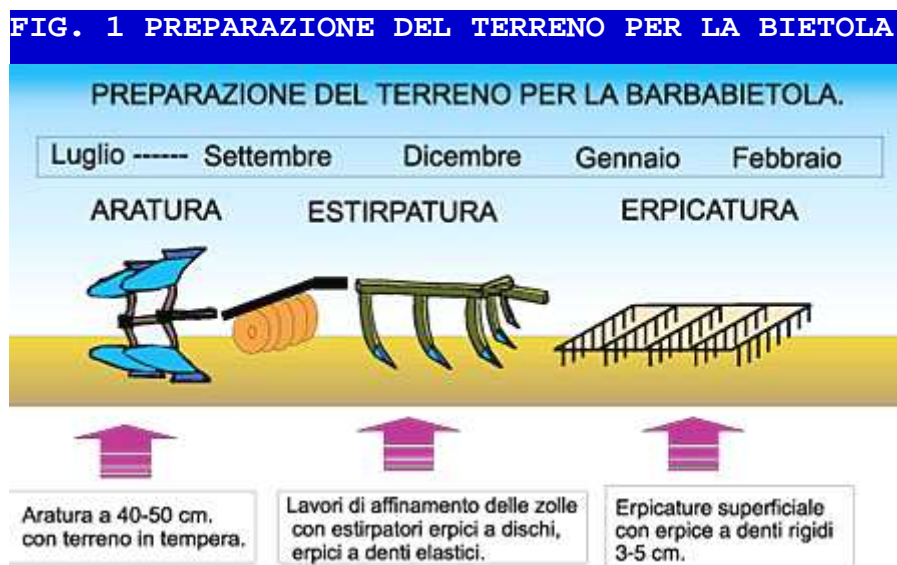 FIG. 1 PREPARAZIONE DEL TERRENO PER LA BIETOLA
PREPARAZIONE DEL TERRENO PER LA BARBABIETOLA.
Luglio ------ Settembre Dicembre Gennaio Febbraio
ARATURA ESTIRPATURA ERPICATURA
Aratura a 40-50 cm.
con terreno in tempera.
Lavori di affinamento delle zolle
con estirpatori erpici a dischi,
erpici a denti elastici.
Erpicature superficiale
con erpice a denti rigidi
3-5 cm.